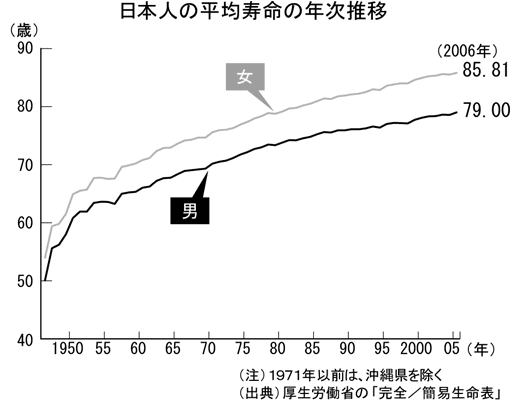 日本人の平均寿命の年次推移
(歳)
90
80
70
60
50
40
女
男
(2006年)
85.81
79.00
1950 55 60 65 70 75 80 85 90 95 2000 05 (年)
(注)1971年以前は、沖縄県を除く
(出典)厚生労働省の「完全／簡易生命表」